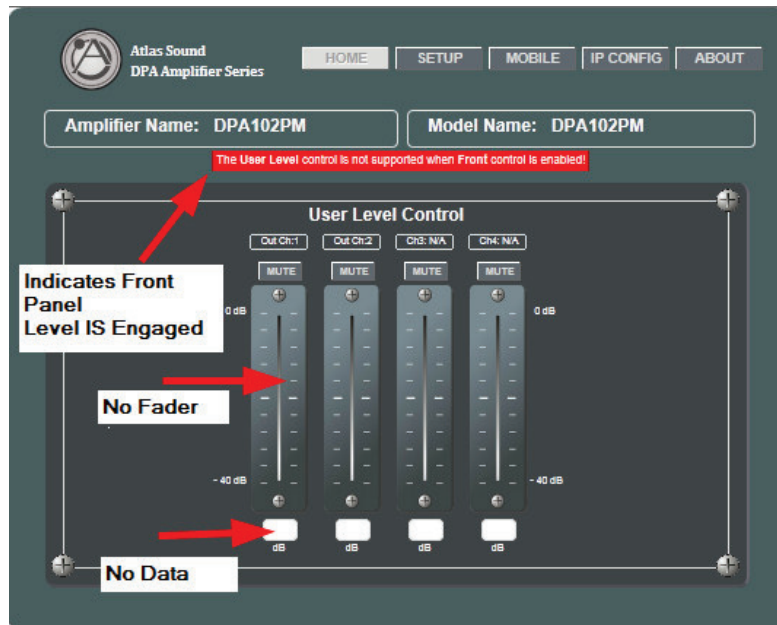 Atlas Sound
DPA Amplifier Series
HOME SETUP MOBILE IP CONFIG ABOUT
Amplifier Name: DPA102PM
Model Name: DPA102PM
The User Level control is not supported when Front control is enabled!
User Level Control
Out Ch:1 Out Ch:2 Ch3: N/A Ch4: N/A
MUTE MUTE MUTE MUTE
Indicates Front
Panel
Level IS Engaged
0 dB 0 dB
No Fader
- 40 dB - 40 dB
dB dB dB dB
No Data